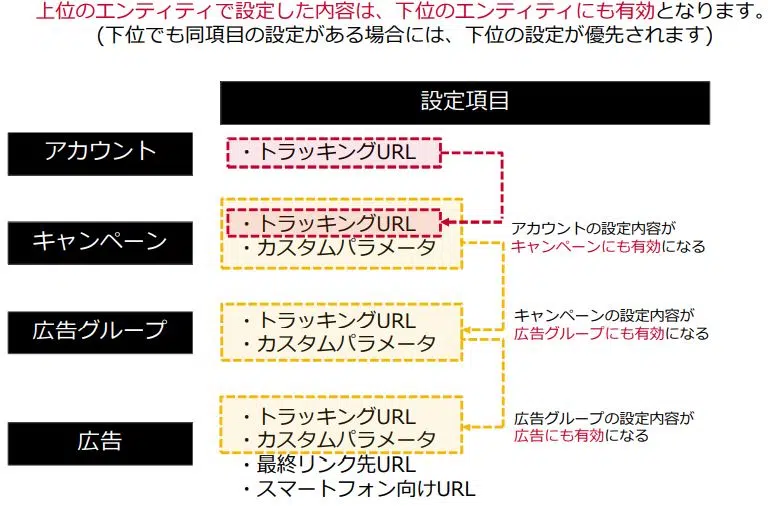 上位のエンティティで設定した内容は、下位のエンティティにも有効となります。
(下位でも同項目の設定がある場合には、下位の設定が優先されます)
設定項目
アカウント
・トラッキングURL
キャンペーン
・トラッキングURL
・カスタムパラメータ
アカウントの設定内容が
キャンペーンにも有効になる
広告グループ
・トラッキングURL
・カスタムパラメータ
キャンペーンの設定内容が
広告グループにも有効になる
広告
・トラッキングURL
・カスタムパラメータ
・最終リンク先URL
・スマートフォン向けURL
広告グループの設定内容が
広告にも有効になる